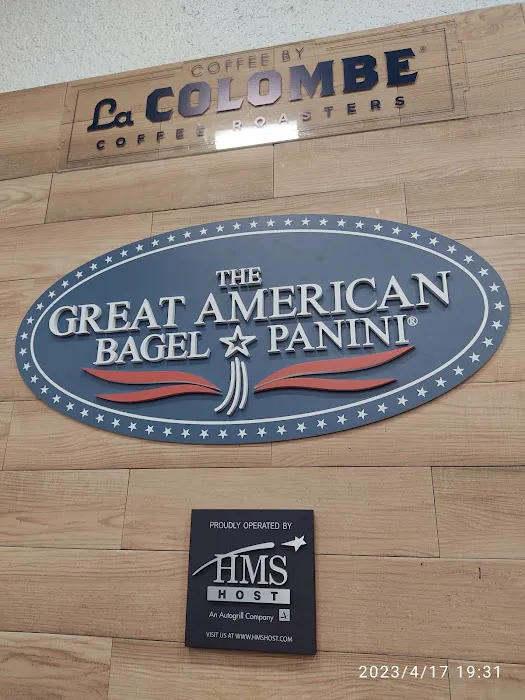 COFFEE BY
La COLOMBE®
COFFEE ROASTERS
THE
GREAT AMERICAN
BAGEL PANINI®
PROUDLY OPERATED BY
HMS
HOST
An Autogrill Company
VISIT US AT WWW.HMSHOST.COM
2023/4/17 19:31